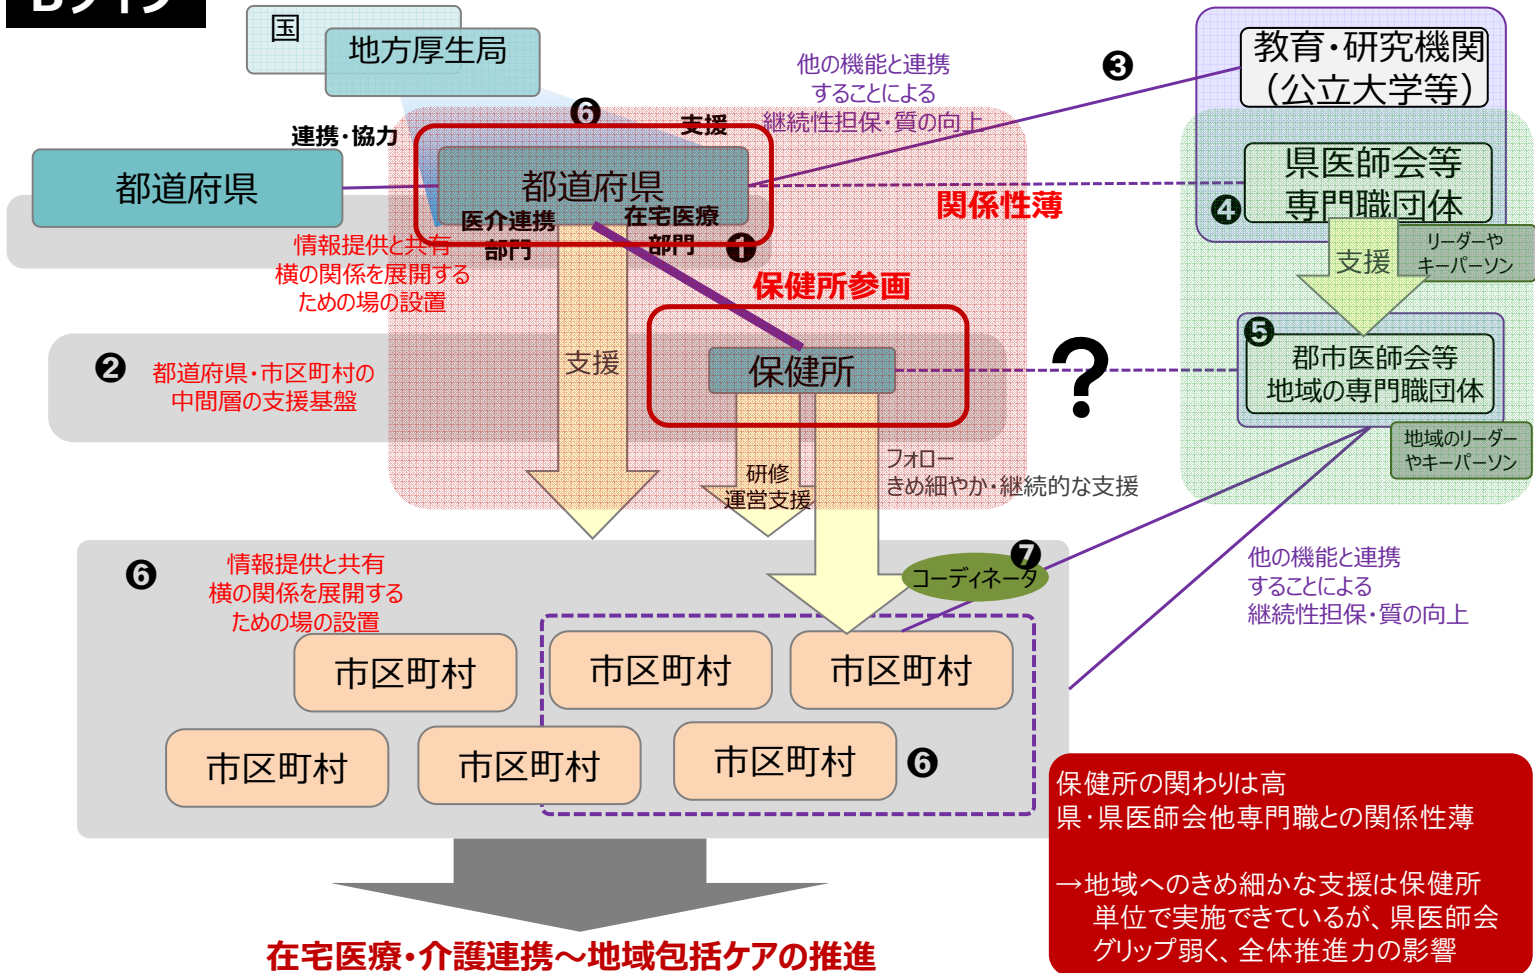 Bタイプ
国
地方厚生局
他の機能と連携
することによる
継続性担保・質の向上
❸
教育・研究機関
（公立大学等）
❻
支援
連携・協力
都道府県
都道府県
医介連携
部門
在宅医療
部門
❶
関係性薄
県医師会等
専門職団体
❹
支援
リーダーや
キーパーソン
情報提供と共有
横の関係を展開する
ための場の設置
保健所参画
❷
都道府県・市区町村の
中間層の支援基盤
支援
保健所
?
❺
郡市医師会等
地域の専門職団体
地域のリーダー
やキーパーソン
研修
運営支援
フォロー
きめ細やか・継続的な支援
❻
情報提供と共有
横の関係を展開する
ための場の設置
❼
コーディネータ
他の機能と連携
することによる
継続性担保・質の向上
市区町村
市区町村
市区町村
市区町村
市区町村
市区町村
❻
保健所の関わりは高
県・県医師会他専門職との関係性薄
→地域へのきめ細かな支援は保健所
単位で実施できているが、県医師会
グリップ弱く、全体推進力の影響
在宅医療・介護連携～地域包括ケアの推進